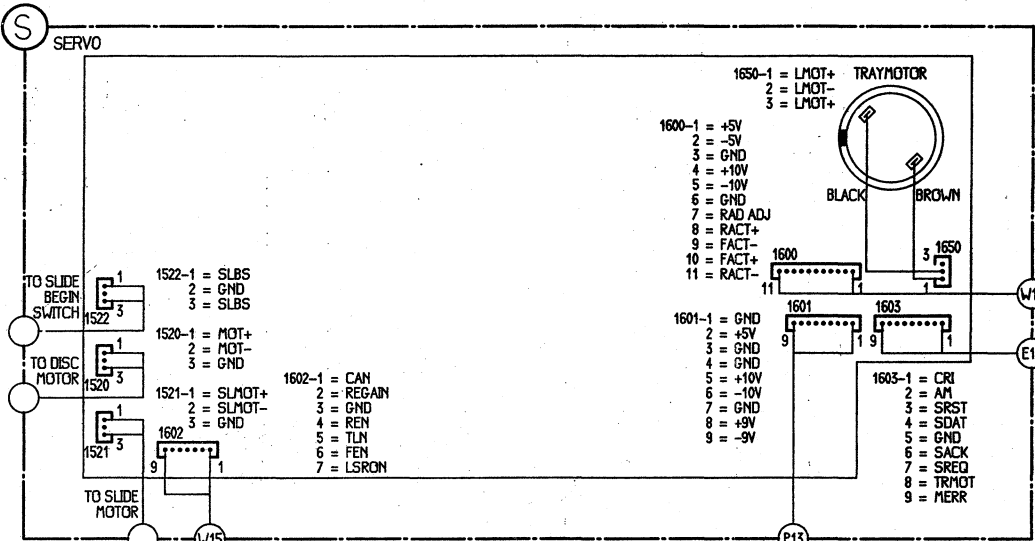 S
SERVO
1650-1 = LMOT+
2 = LMOT-
3 = LMOT+
TRAYMOTOR
1600-1 = +5V
2 = -5V
3 = GND
4 = +10V
5 = -10V
6 = GND
7 = RAD ADJ
8 = RACT+
9 = FACT-
10 = FACT+
11 = RACT-
BLACK
BROWN
1600
11
1
3
1650
1
W1
TO SLIDE
BEGIN
SWITCH
1
3
1522
1522-1 = SLBS
2 = GND
3 = SLBS
TO DISC
MOTOR
1
3
1520
1520-1 = MOT+
2 = MOT-
3 = GND
1
3
1521
1521-1 = SLMOT+
2 = SLMOT-
3 = GND
1602
9
1
TO SLIDE
MOTOR
W15
1602-1 = CAN
2 = REGAIN
3 = GND
4 = REN
5 = TLN
6 = FEN
7 = LSRON
1601-1 = GND
2 = +5V
3 = GND
4 = GND
5 = +10V
6 = -10V
7 = GND
8 = +9V
9 = -9V
1601
9
1
1603
9
1
E1
P13
1603-1 = CRI
2 = AM
3 = SRST
4 = SDAT
5 = GND
6 = SACK
7 = SREQ
8 = TRMOT
9 = MERR